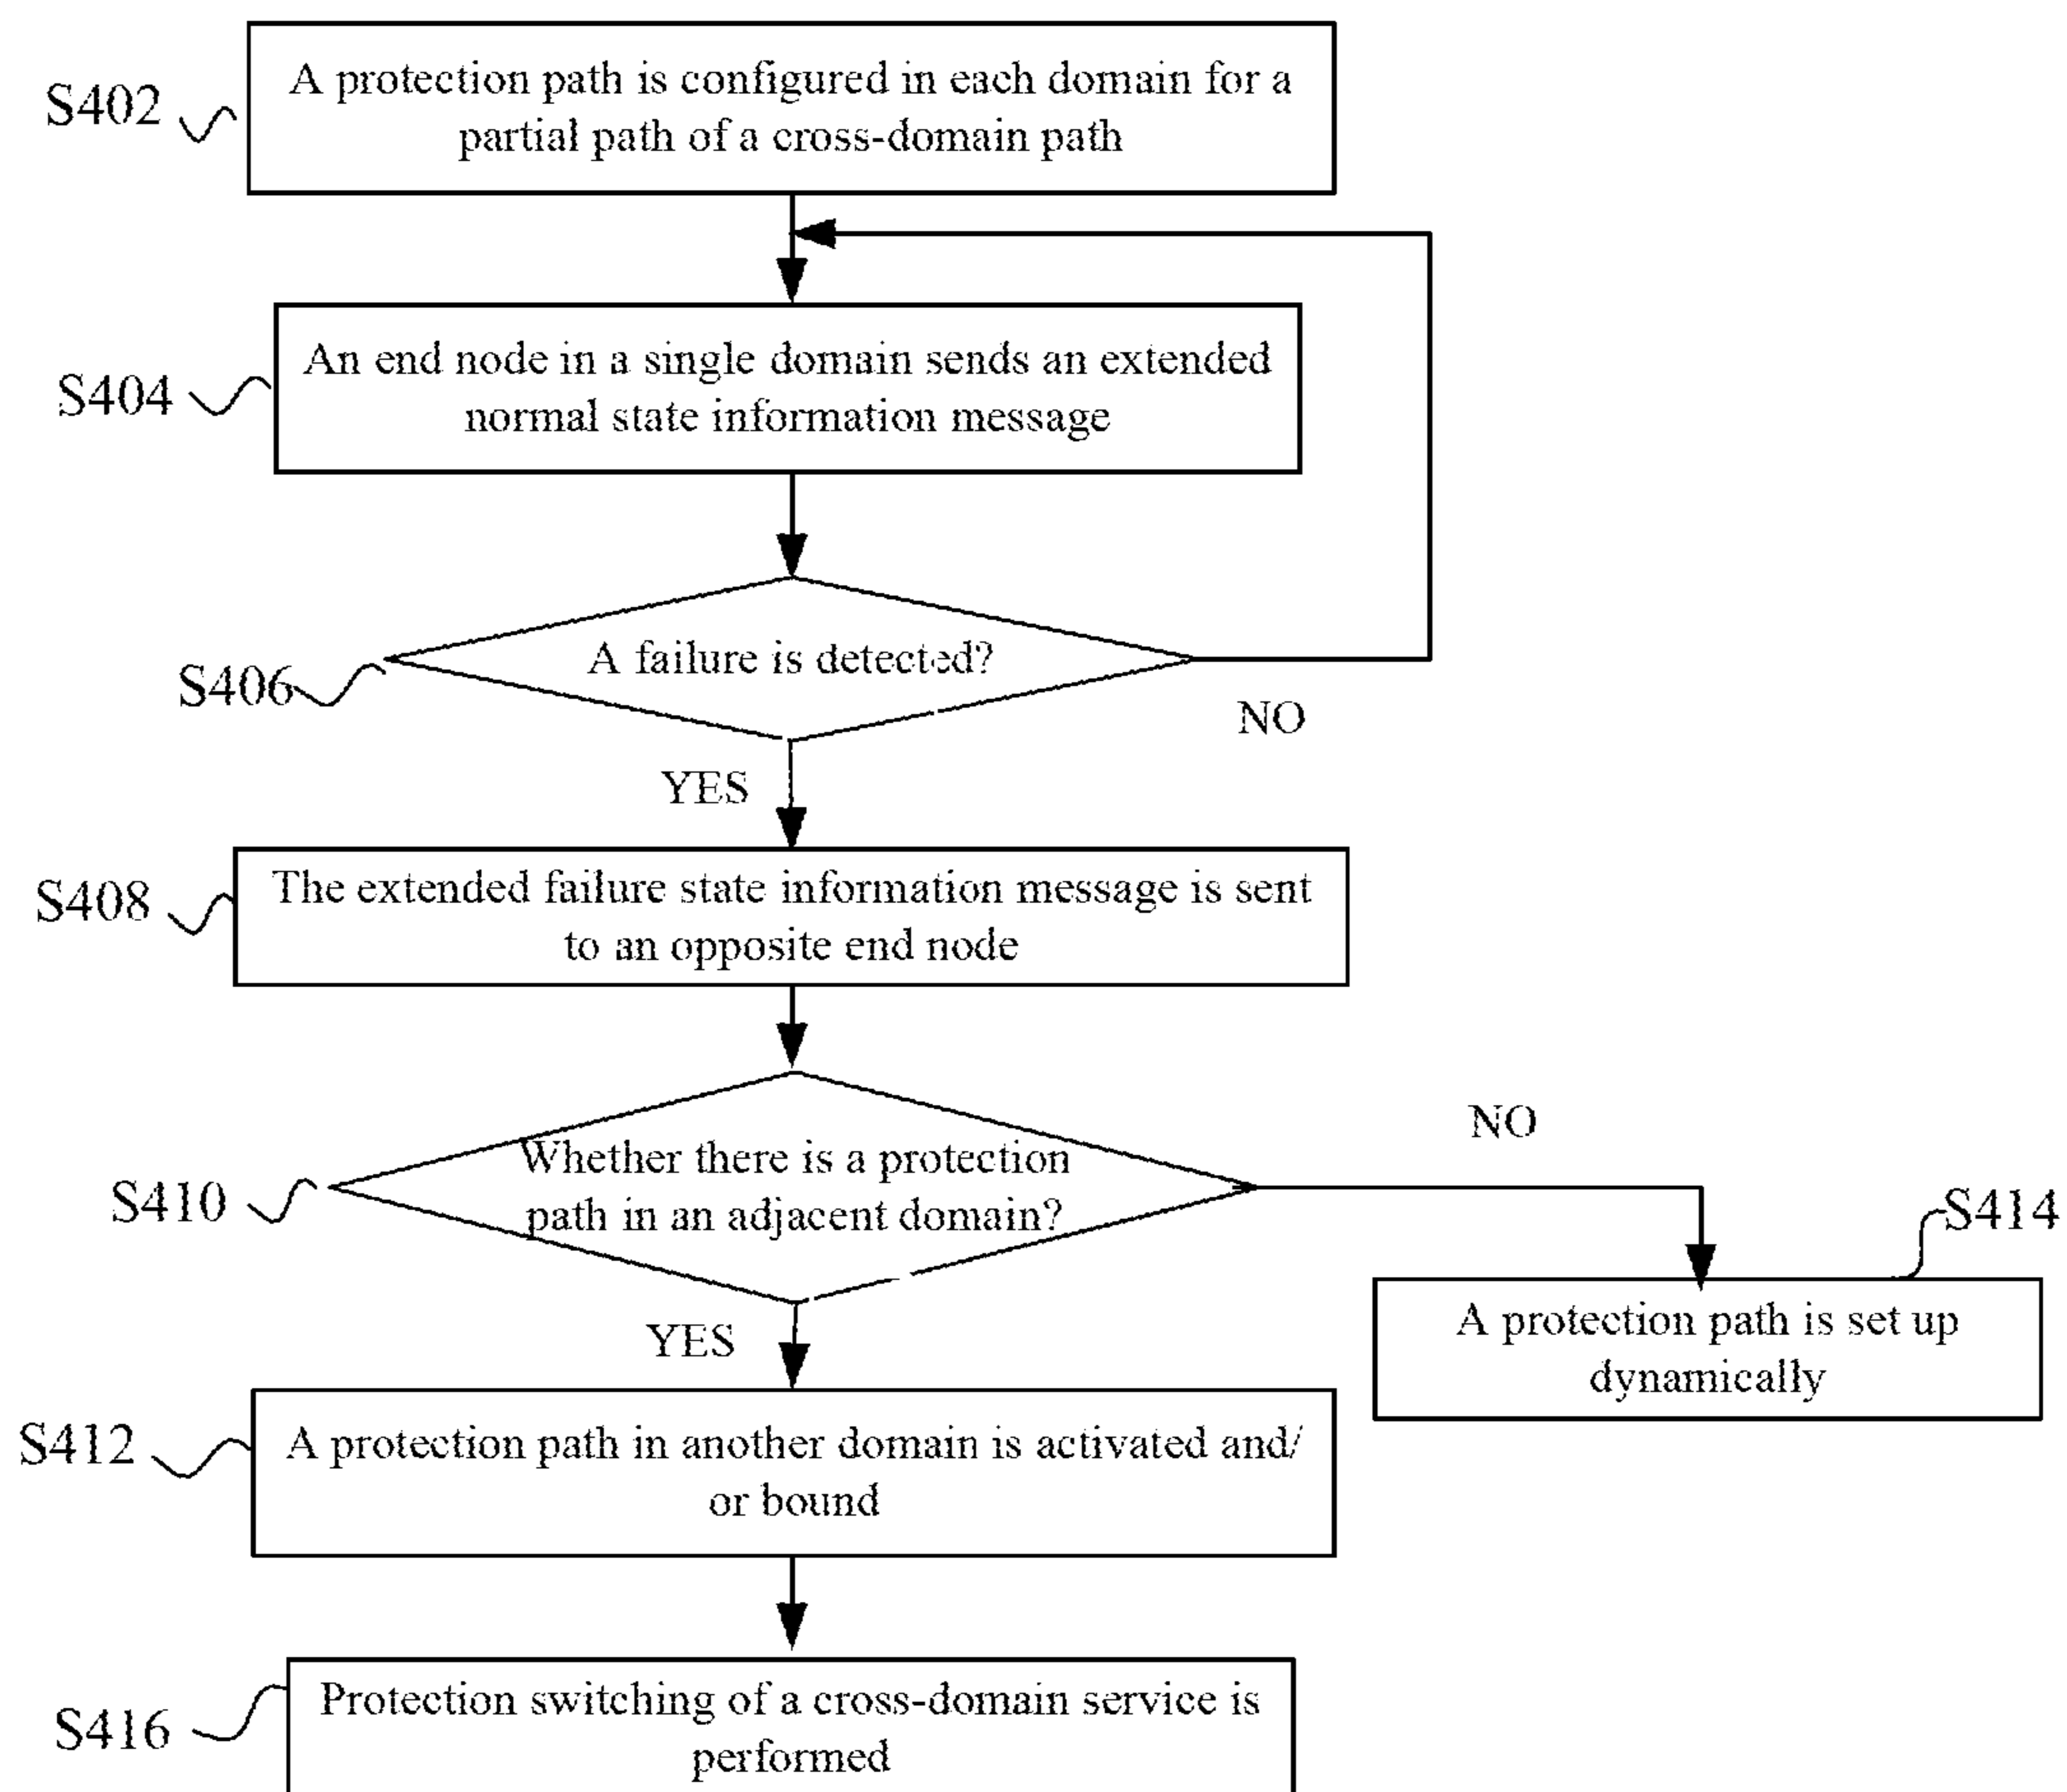 S402
A protection path is configured in each domain for a
partial path of a cross-domain path
S404
An end node in a single domain sends an extended
normal state information message
S406
A failure is detected?
NO
YES
S408
The extended failure state information message is sent
to an opposite end node
S410
Whether there is a protection
path in an adjacent domain?
NO
S414
A protection path is set up
dynamically
YES
S412
A protection path in another domain is activated and/
or bound
S416
Protection switching of a cross-domain service is
performed